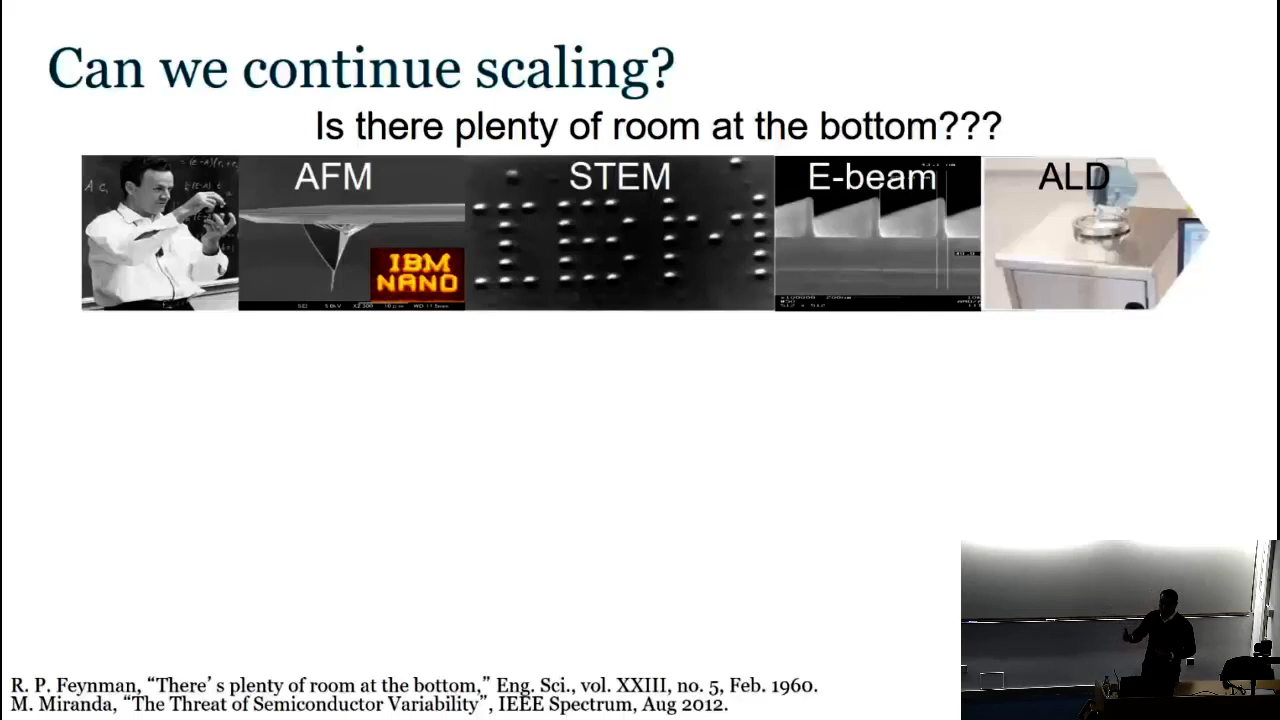 Can we continue scaling?
Is there plenty of room at the bottom???
AFM
STEM
E-beam
ALD
IBM
NANO
IBM
R. P. Feynman, “There’s plenty of room at the bottom,” Eng. Sci., vol. XXIII, no. 5, Feb. 1960.
M. Miranda, “The Threat of Semiconductor Variability”, IEEE Spectrum, Aug 2012.